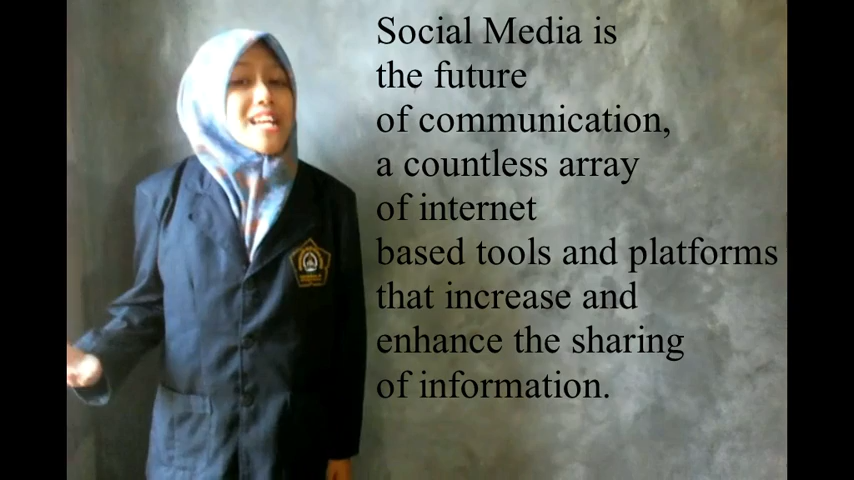 Social Media is
the future
of communication,
a countless array
of internet
based tools and platforms
that increase and
enhance the sharing
of information.